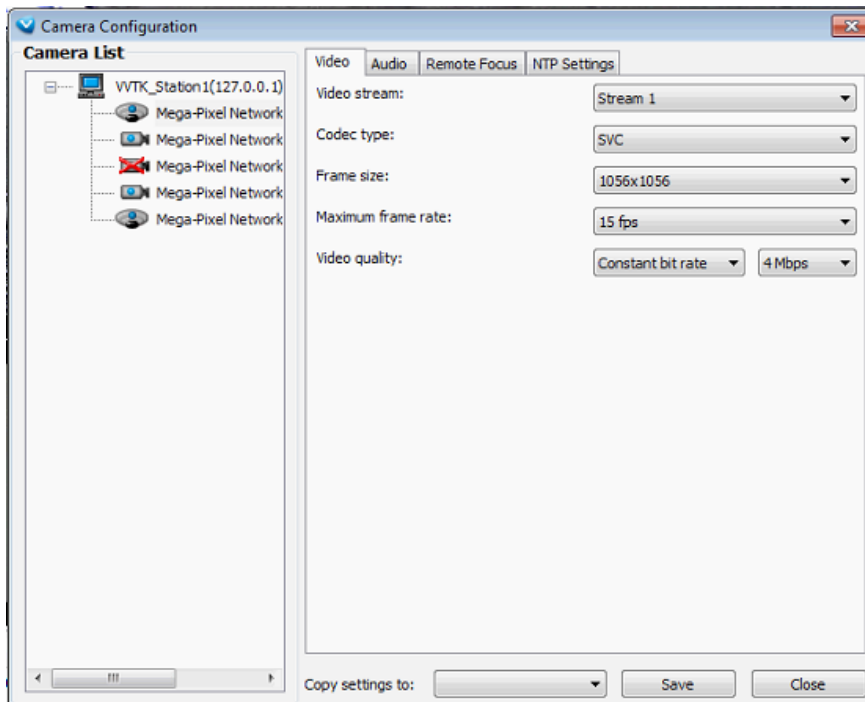 Camera Configuration
Camera List
VVTK_Station1(127.0.0.1)
Mega-Pixel Network
Mega-Pixel Network
Mega-Pixel Network
Mega-Pixel Network
Mega-Pixel Network
Video Audio Remote Focus NTP Settings
Video stream: Stream 1
Codec type: SVC
Frame size: 1056x1056
Maximum frame rate: 15 fps
Video quality: Constant bit rate 4 Mbps
Copy settings to: Save Close